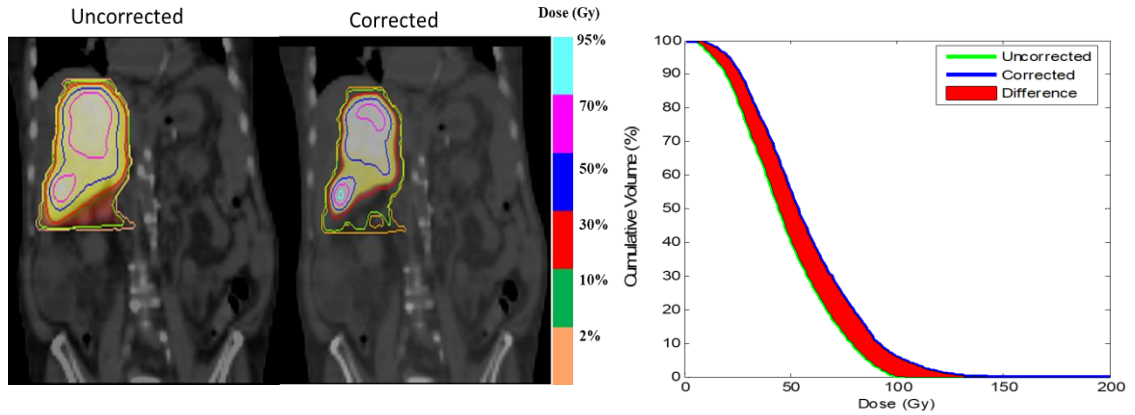 Uncorrected
Corrected
Dose (Gy)
95%
70%
50%
30%
10%
2%
Cumulative Volume (%)
100
90
80
70
60
50
40
30
20
10
0
0 50 100 150 200
Dose (Gy)
Uncorrected
Corrected
Difference